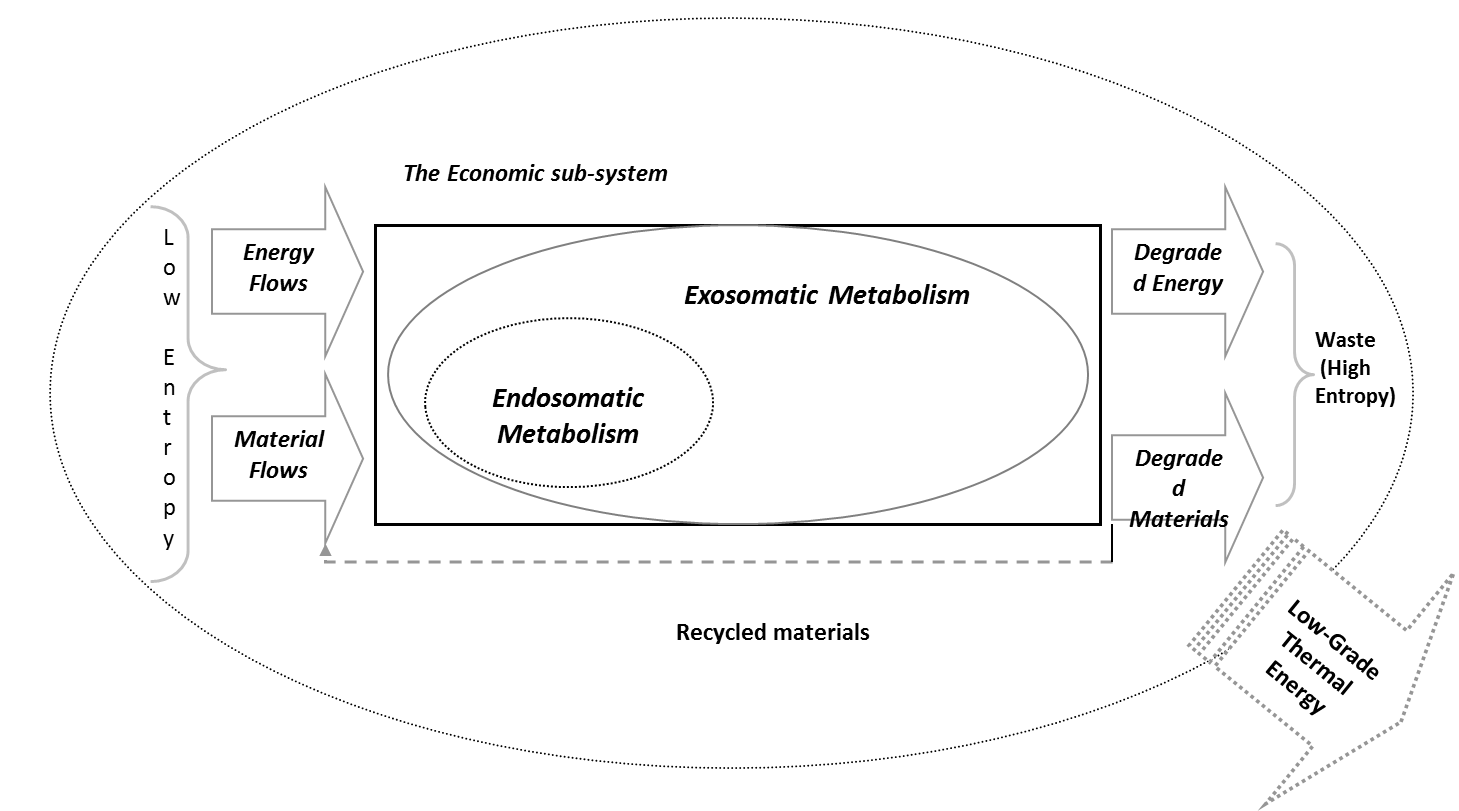 The Economic sub-system
L
o
w
E
n
t
r
o
p
y
Energy
Flows
Material
Flows
Exosomatic Metabolism
Endosomatic
Metabolism
Degrade
d Energy
Degrade
d
Materials
Waste
(High
Entropy)
Recycled materials
Low-Grade
Thermal
Energy